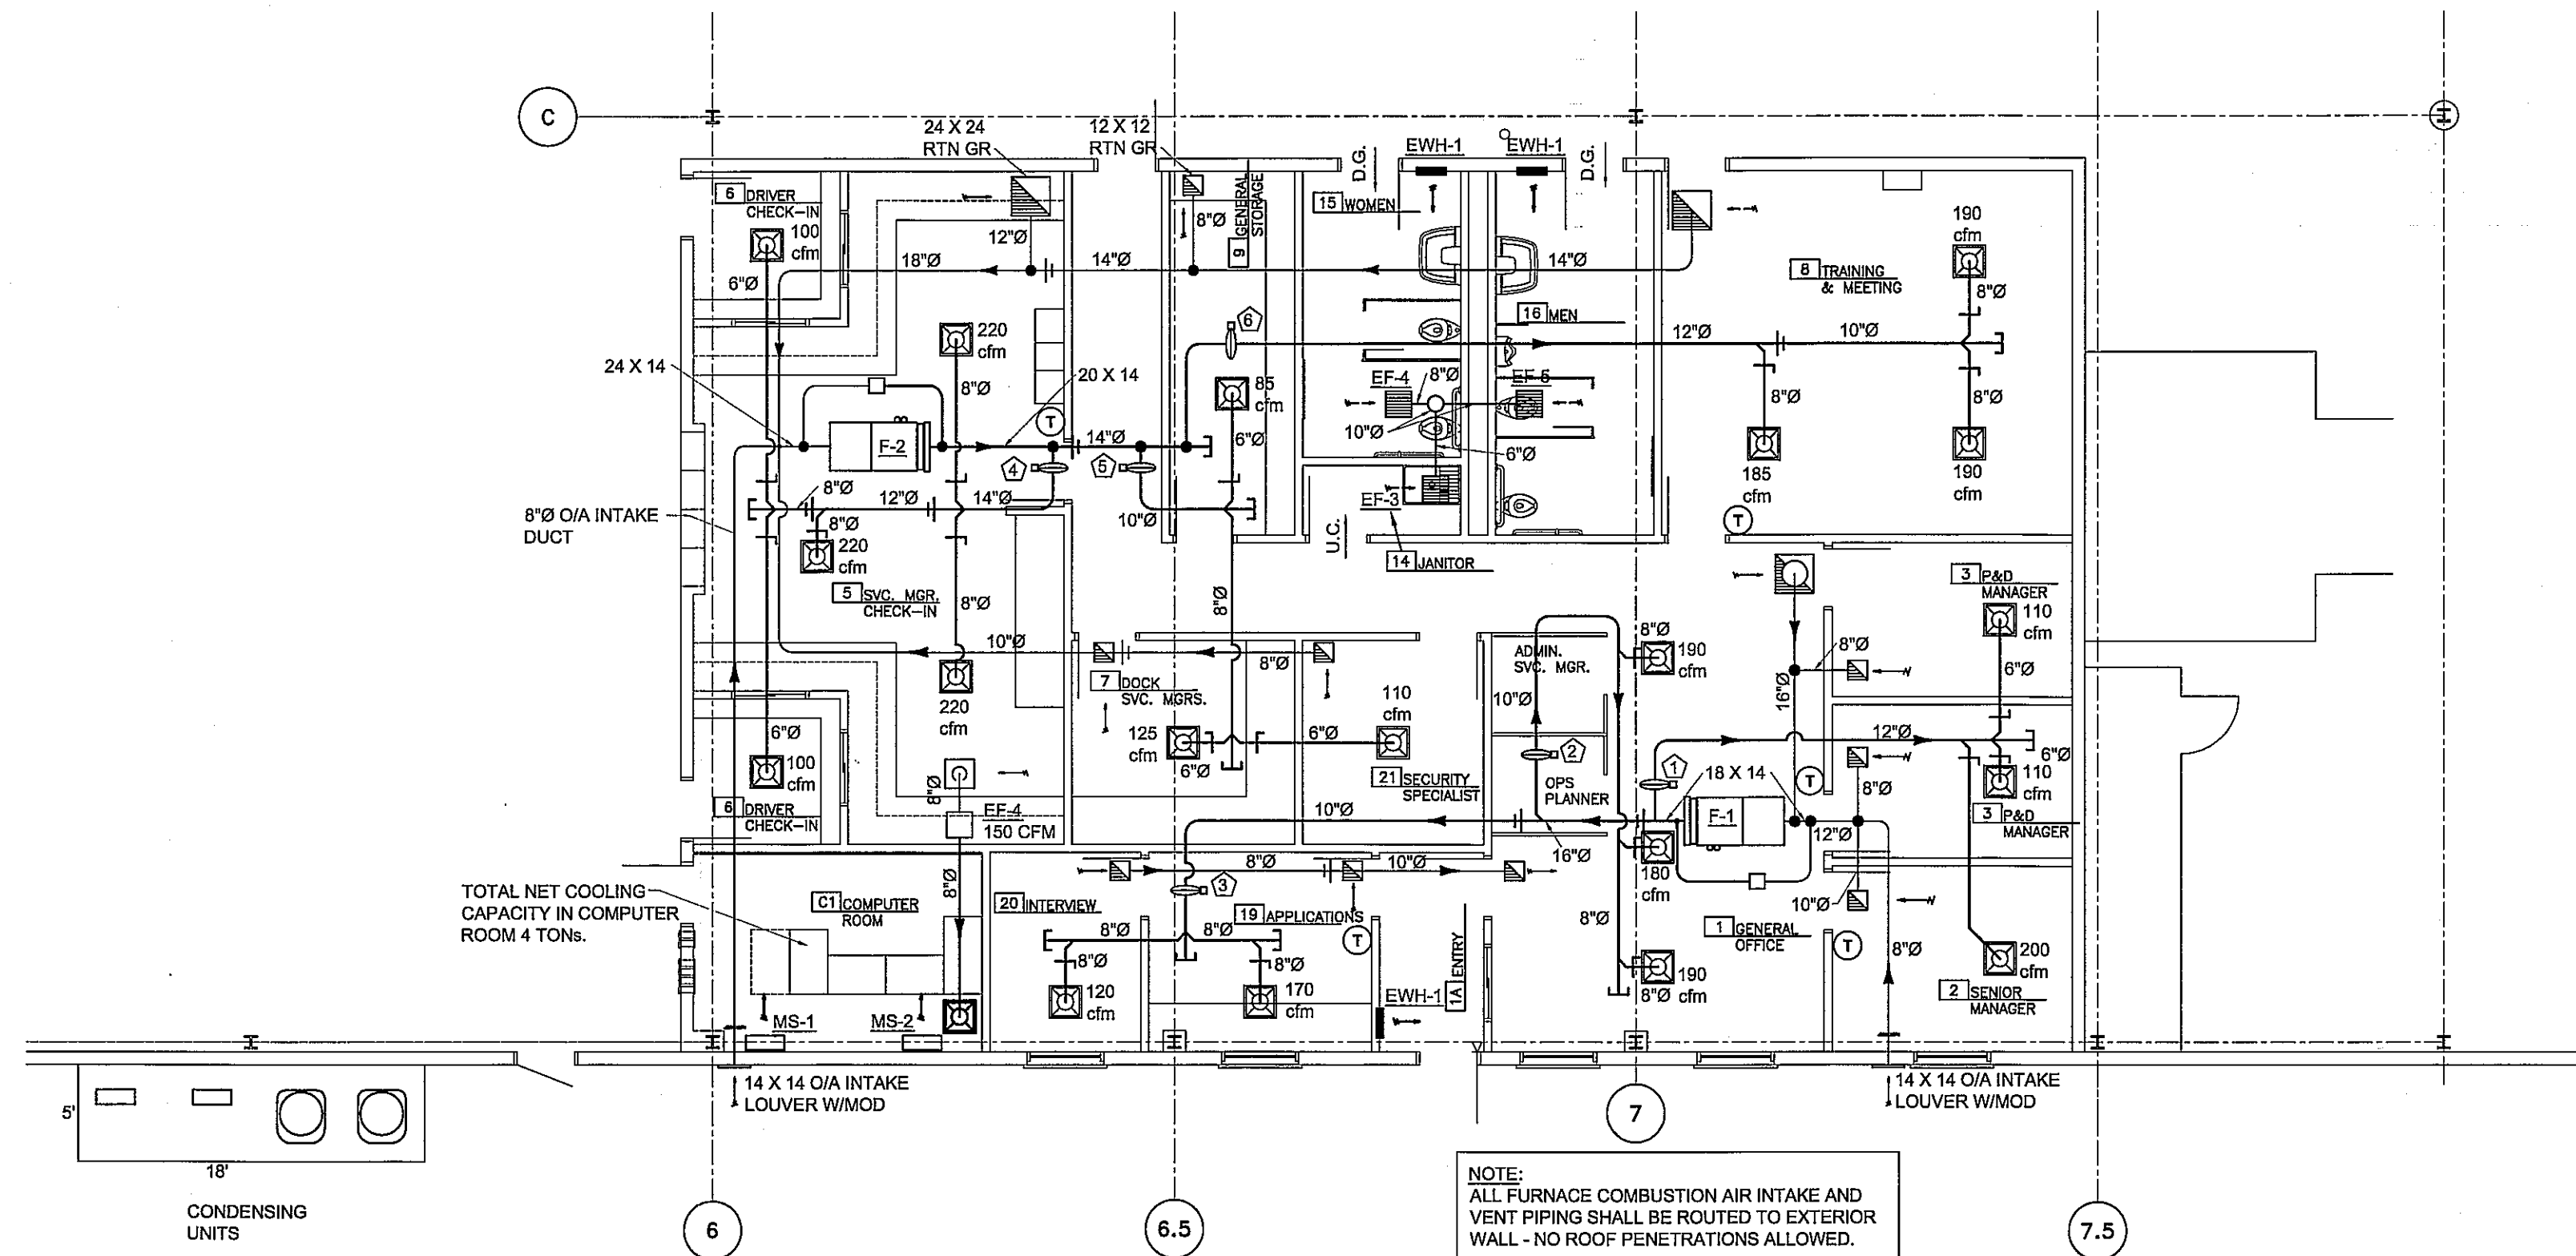 C
24 X 24
RTN GR
12 X 12
RTN GR
D.G.
EWH-1
EWH-1
D.G.
6 DRIVER
CHECK-IN
100
cfm
6"Ø
18"Ø
12"Ø
14"Ø
8"Ø
9 GENERAL
STORAGE
15 WOMEN
14"Ø
190
cfm
8 TRAINING
& MEETING
8"Ø
16 MEN
6
12"Ø
10"Ø
24 X 14
220
cfm
8"Ø
20 X 14
85
cfm
EF-4
8"Ø
EF-5
8"Ø
8"Ø
T
F-2
14"Ø
6"Ø
10"Ø
6"Ø
4
5
185
cfm
190
cfm
8"Ø
12"Ø
14"Ø
EF-3
8"Ø O/A INTAKE
DUCT
8"Ø
10"Ø
U.C.
T
220
cfm
14 JANITOR
5 SVC. MGR.
CHECK-IN
8"Ø
8"Ø
3 P&D
MANAGER
110
cfm
10"Ø
8"Ø
ADMIN.
SVC. MGR.
8"Ø
190
cfm
8"Ø
6"Ø
7 DOCK
SVC. MGRS.
10"Ø
16"Ø
220
cfm
110
cfm
125
cfm
6"Ø
6"Ø
6"Ø
2
12"Ø
6"Ø
100
cfm
8"Ø
21 SECURITY
SPECIALIST
OPS
PLANNER
1
18 X 14
T
110
cfm
6 DRIVER
CHECK-IN
EF-4
150 CFM
10"Ø
F-1
8"Ø
12"Ø
3 P&D
MANAGER
16"Ø
8"Ø
10"Ø
180
cfm
TOTAL NET COOLING
CAPACITY IN COMPUTER
ROOM 4 TONs.
8"Ø
3
C1 COMPUTER
ROOM
20 INTERVIEW
19 APPLICATIONS
10"Ø
8"Ø
1 GENERAL
OFFICE
8"Ø
8"Ø
T
T
8"Ø
8"Ø
8"Ø
1A ENTRY
200
cfm
120
cfm
170
cfm
EWH-1
190
cfm
8"Ø
2 SENIOR
MANAGER
MS-1
MS-2
14 X 14 O/A INTAKE
LOUVER W/MOD
14 X 14 O/A INTAKE
LOUVER W/MOD
5'
18'
7
CONDENSING
UNITS
NOTE:
ALL FURNACE COMBUSTION AIR INTAKE AND
VENT PIPING SHALL BE ROUTED TO EXTERIOR
WALL - NO ROOF PENETRATIONS ALLOWED.
6
6.5
7.5